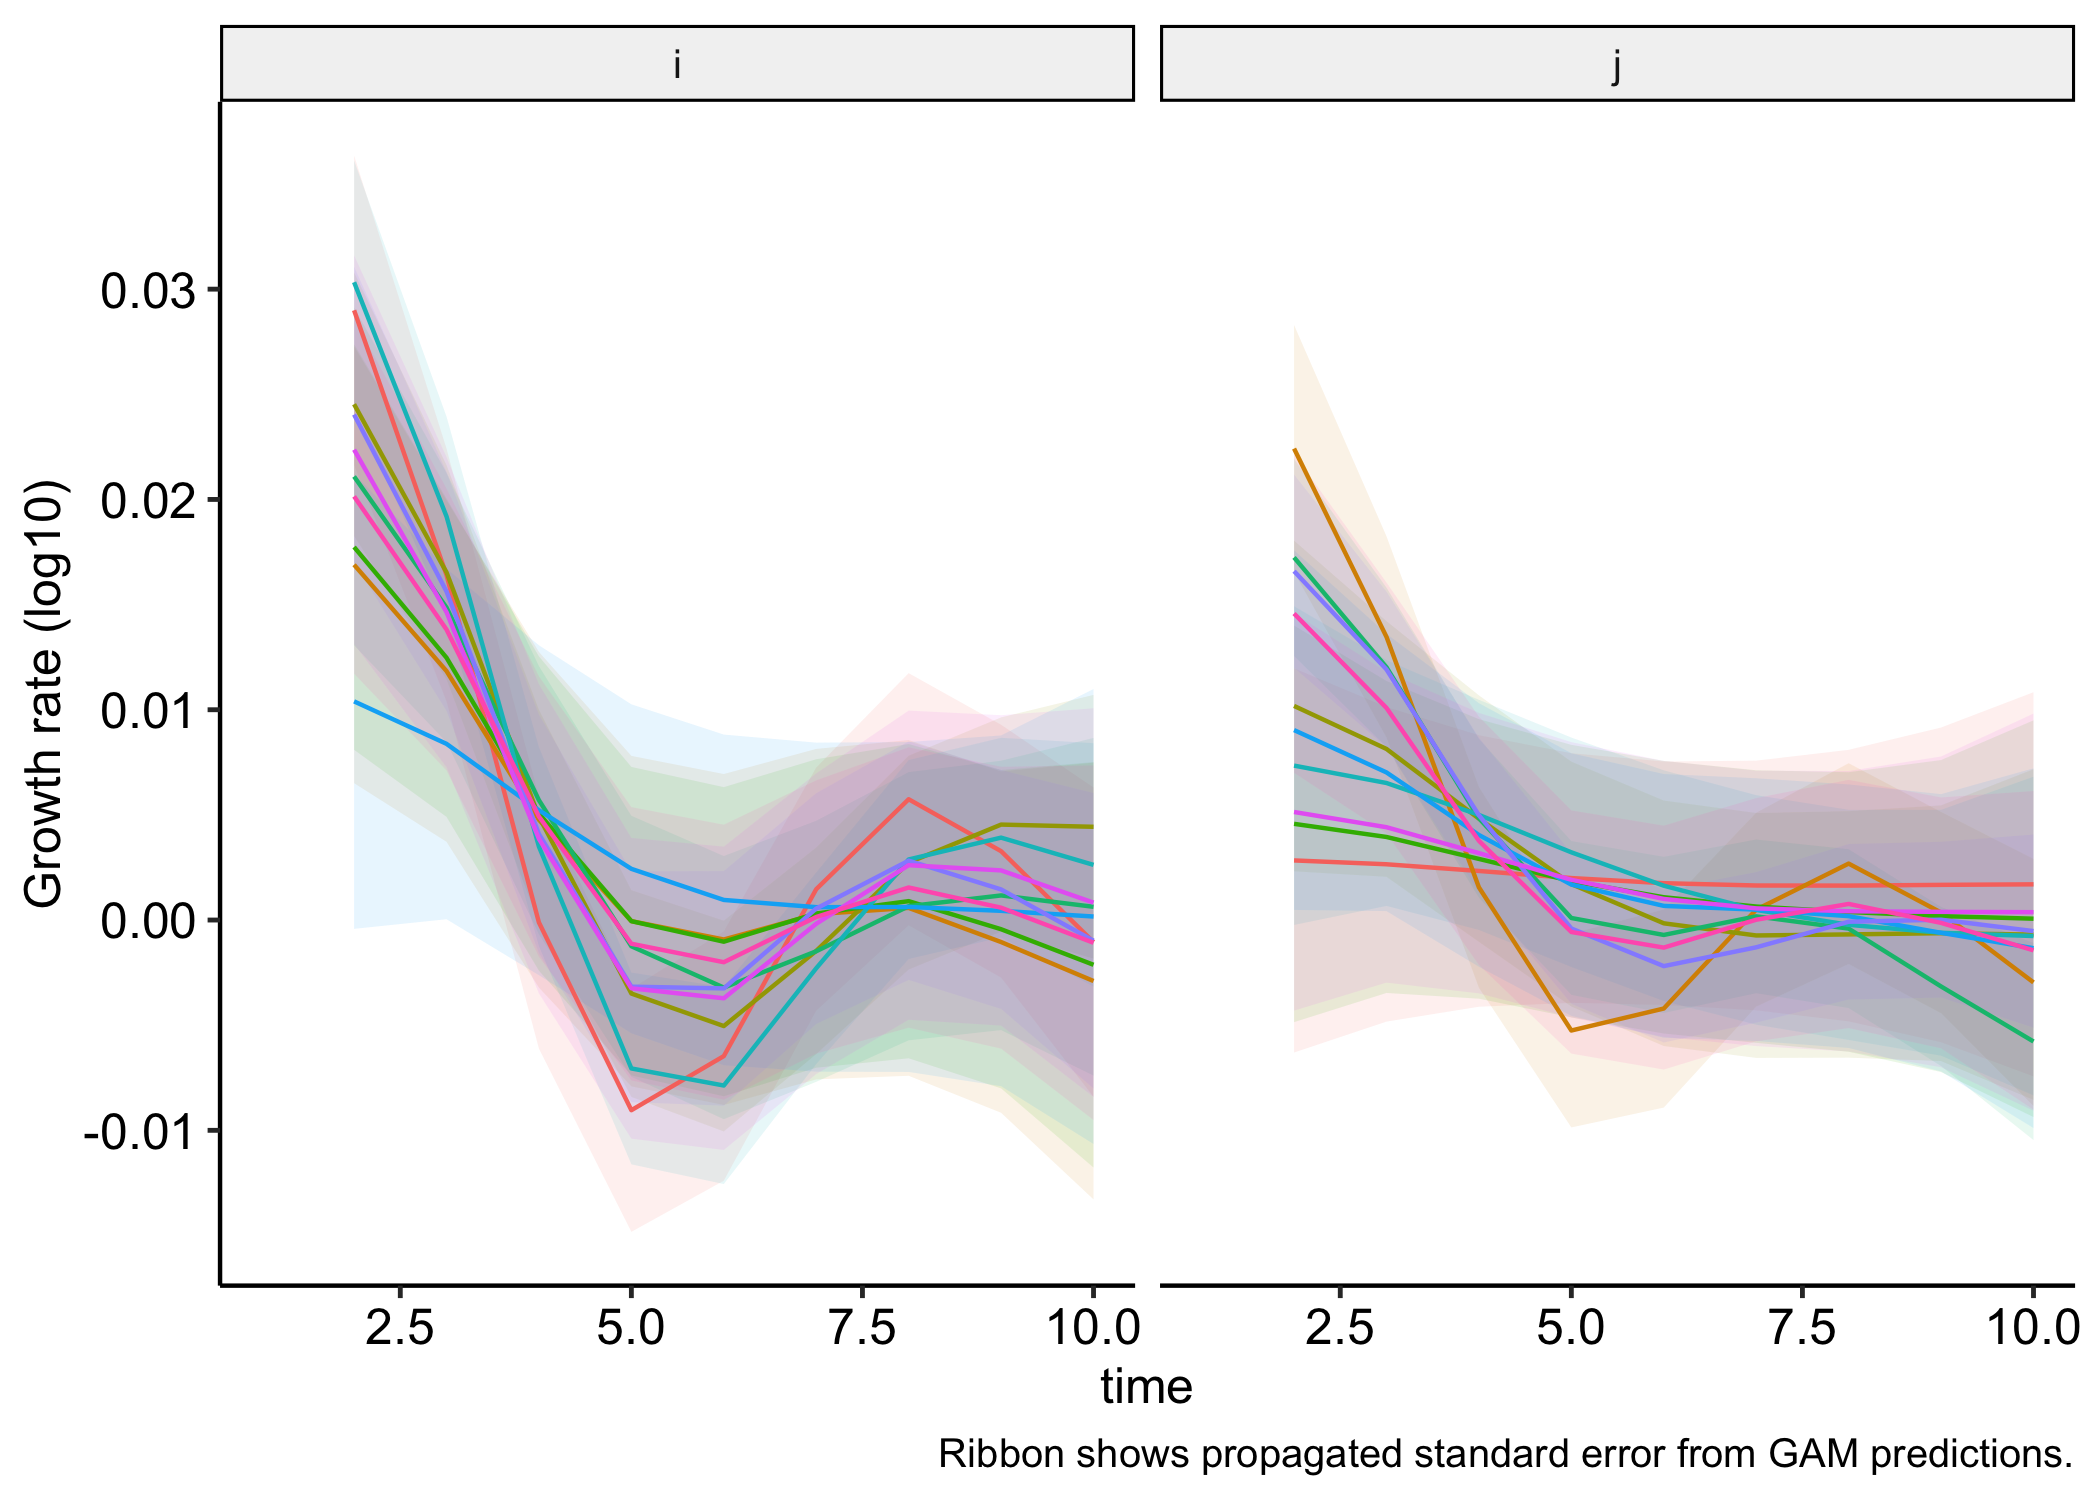 i
j
Growth rate (log10)
0.03
0.02
0.01
0.00
-0.01
2.5 5.0 7.5 10.0
2.5 5.0 7.5 10.0
time
Ribbon shows propagated standard error from GAM predictions.